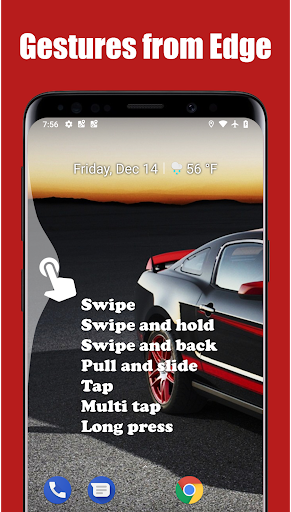 Gestures from Edge
7:56
Friday, Dec 14 | 56 °F
Swipe
Swipe and hold
Swipe and back
Pull and slide
Tap
Multi tap
Long press